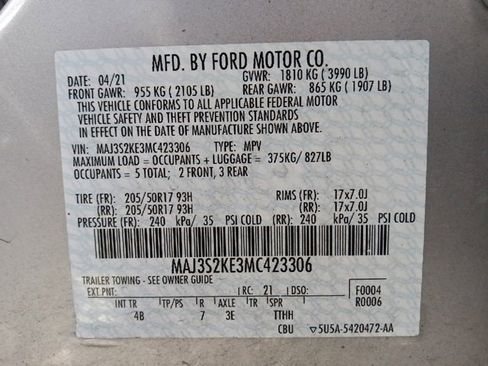 MFD. BY FORD MOTOR CO.
DATE: 04/21 GVWR: 1810 KG ( 3990 LB)
FRONT GAWR: 955 KG ( 2105 LB) REAR GAWR: 865 KG ( 1907 LB)
THIS VEHICLE CONFORMS TO ALL APPLICABLE FEDERAL MOTOR
VEHICLE SAFETY AND THEFT PREVENTION STANDARDS
IN EFFECT ON THE DATE OF MANUFACTURE SHOWN ABOVE.
VIN: MAJ3S2KE3MC423306 TYPE: MPV
MAXIMUM LOAD = OCCUPANTS + LUGGAGE = 375KG/ 827LB
OCCUPANTS = 5 TOTAL; 2 FRONT, 3 REAR
TIRE (FR): 205/50R17 93H RIMS (FR): 17x7.0J
(RR): 205/50R17 93H (RR): 17x7.0J
PRESSURE (FR): 240 kPa/ 35 PSI COLD (RR): 240 kPa/ 35 PSI COLD
MAJ3S2KE3MC423306
TRAILER TOWING - SEE OWNER GUIDE
EXT PNT: RC: 21 DSO: F0004
R0006
INT TR TP/PS R AXLE TR SPR
4B 7 3E TTHH
CBU ▽5U5A-5420472-AA